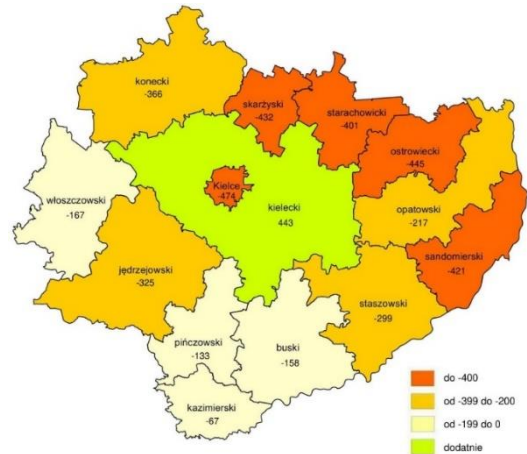 konecki
-366
skarżyski
-432
starachowicki
-401
ostrowiecki
-445
Kielce
-474
kielecki
443
włoszczowski
-167
opatowski
-217
sandomierski
-421
jędrzejowski
-325
staszowski
-299
pińczowski
-133
buski
-158
kazimierski
-67
do -400
od -399 do -200
od -199 do 0
dodatnie